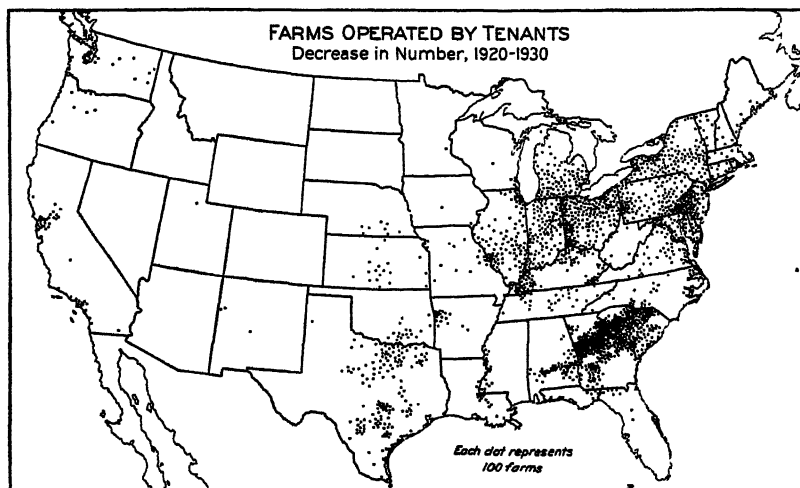 FARMS OPERATED BY TENANTS
Decrease in Number, 1920-1930
Each dot represents
100 farms